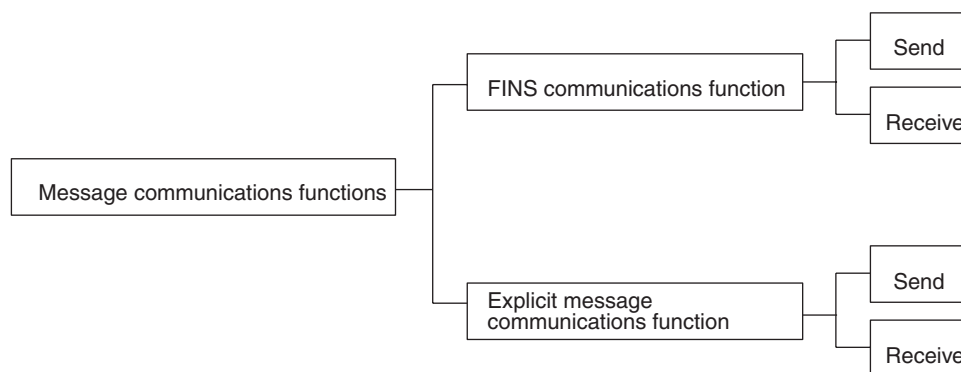 Send
FINS communications function
Receive
Message communications functions
Send
Explicit message
communications function
Receive